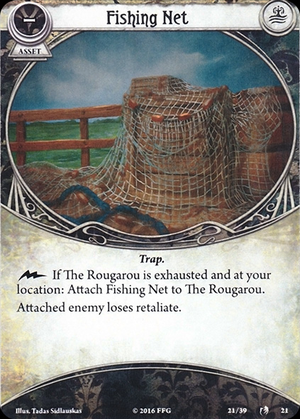 Fishing Net
ASSET
Trap.
If The Rougarou is exhausted and at your
location: Attach Fishing Net to The Rougarou.
Attached enemy loses retaliate.
Illus. Tadas Sidlauskas
© 2016 FFG
21/39
21